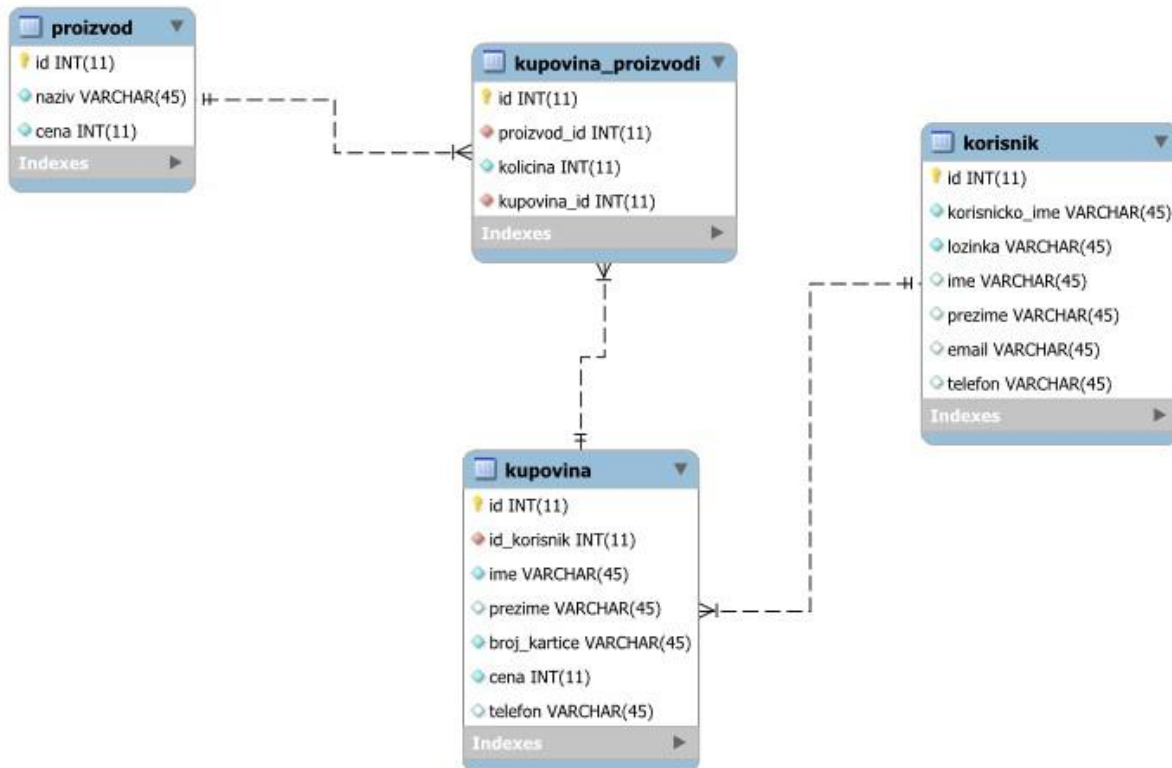 proizvod
id INT(11)
naziv VARCHAR(45)
cena INT(11)
Indexes
kupovina_proizvodi
id INT(11)
proizvod_id INT(11)
kolicina INT(11)
kupovina_id INT(11)
Indexes
korisnik
id INT(11)
korisnicko_ime VARCHAR(45)
lozinka VARCHAR(45)
ime VARCHAR(45)
prezime VARCHAR(45)
email VARCHAR(45)
telefon VARCHAR(45)
Indexes
kupovina
id INT(11)
id_korisnik INT(11)
ime VARCHAR(45)
prezime VARCHAR(45)
broj_kartice VARCHAR(45)
cena INT(11)
telefon VARCHAR(45)
Indexes